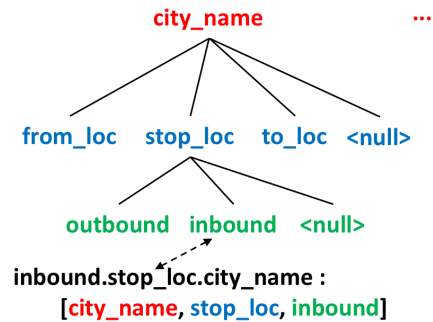 city_name ...
from_loc stop_loc to_loc <null>
outbound inbound <null>
inbound.stop_loc.city_name :
[city_name, stop_loc, inbound]